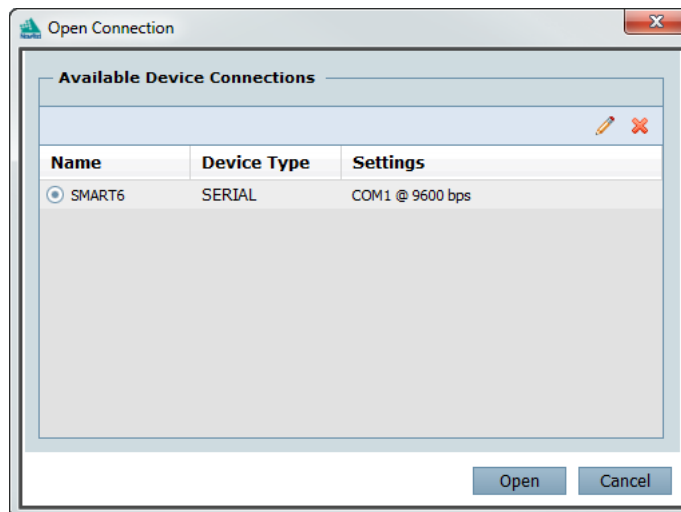 Open Connection
Available Device Connections
Name Device Type Settings
SMART6 SERIAL COM1 @ 9600 bps
Open Cancel